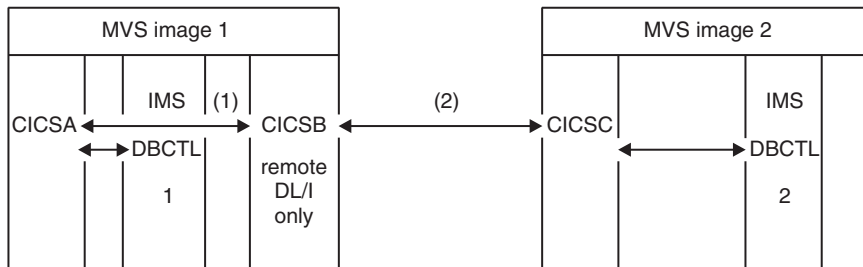 MVS image 1
MVS image 2
IMS
(1)
(2)
IMS
CICSA
CICSB
CICSC
DBCTL
DBCTL
remote
DL/I
only
1
2